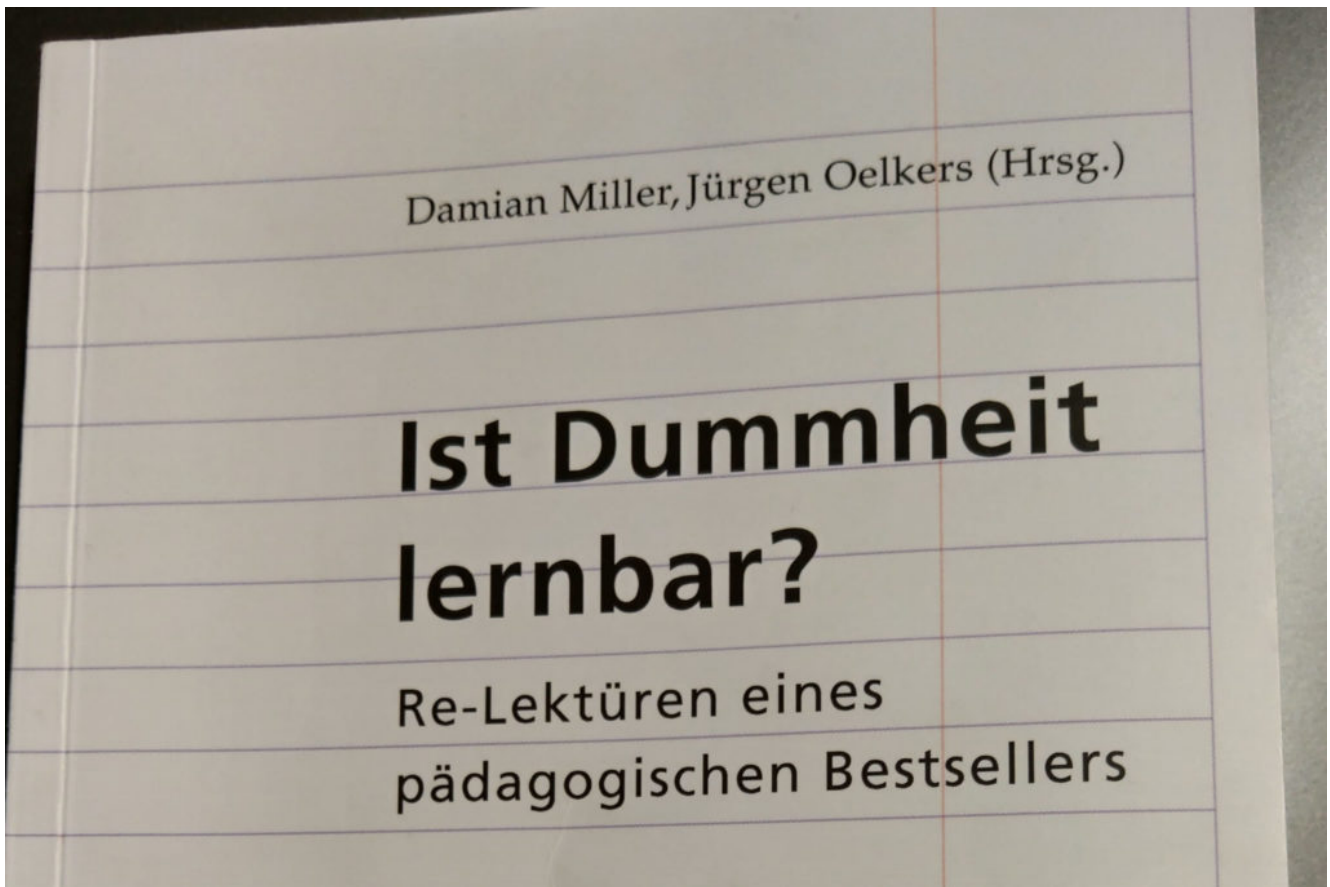 Damian Miller, Jürgen Oelkers (Hrsg.)
Ist Dummheit
lernbar?
Re-Lektüren eines
pädagogischen Bestsellers